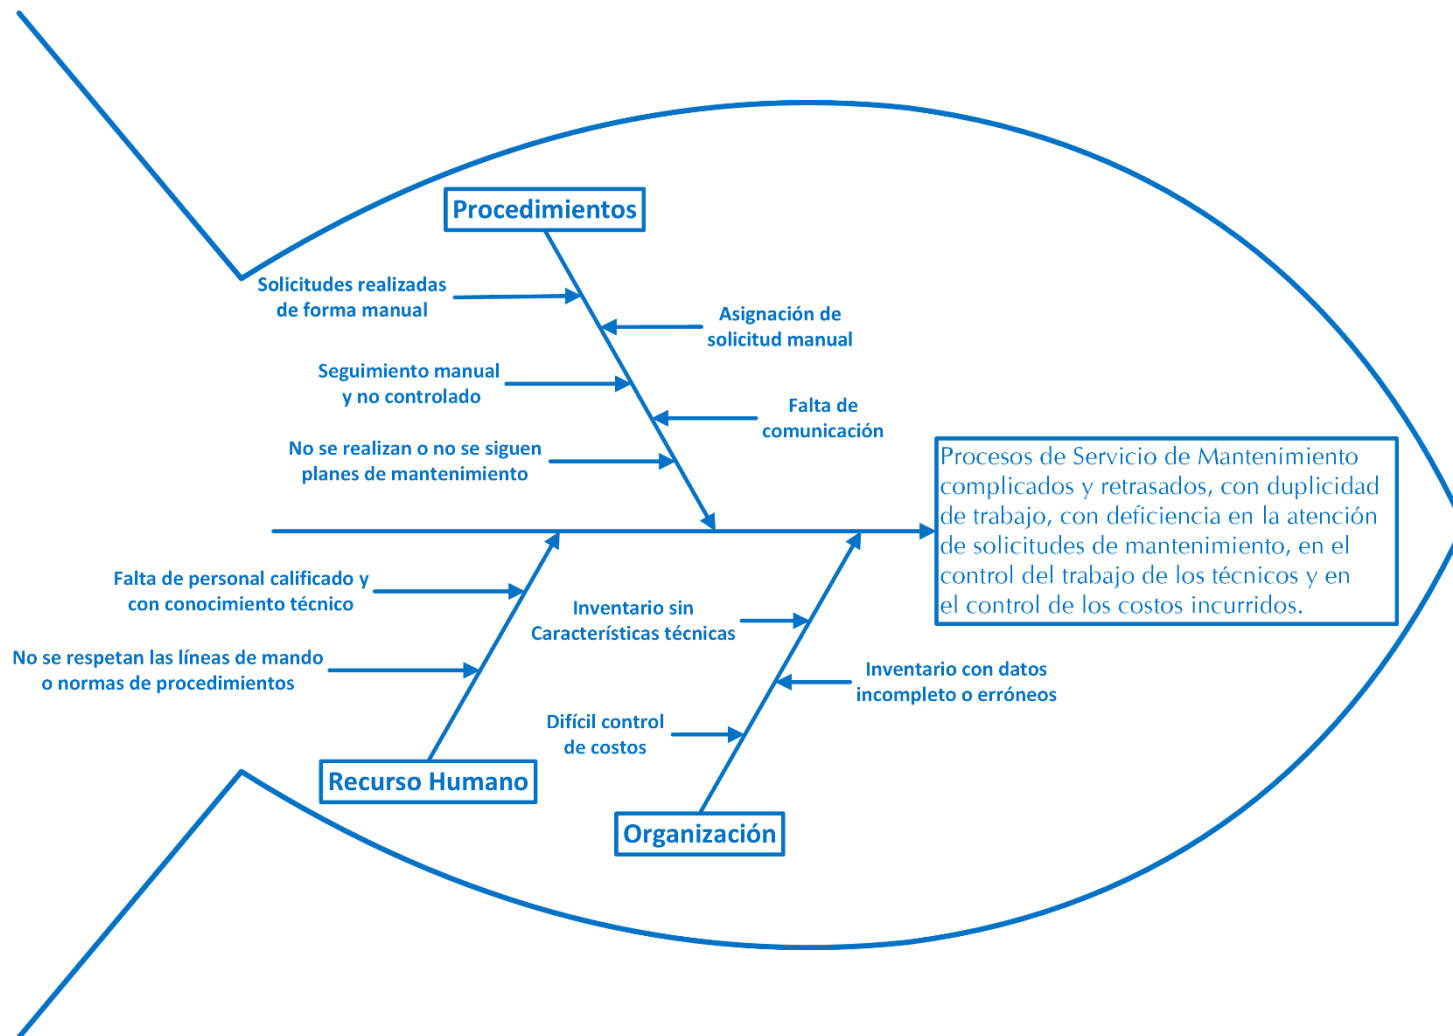 Procedimientos
Solicitudes realizadas
de forma manual
Asignación de
solicitud manual
Seguimiento manual
y no controlado
Falta de
comunicación
No se realizan o no se siguen
planes de mantenimiento
Procesos de Servicio de Mantenimiento
complicados y retrasados, con duplicidad
de trabajo, con deficiencia en la atención
de solicitudes de mantenimiento, en el
control del trabajo de los técnicos y en
el control de los costos incurridos.
Falta de personal calificado y
con conocimiento técnico
No se respetan las líneas de mando
o normas de procedimientos
Recurso Humano
Inventario sin
Características técnicas
Inventario con datos
incompleto o erróneos
Difícil control
de costos
Organización